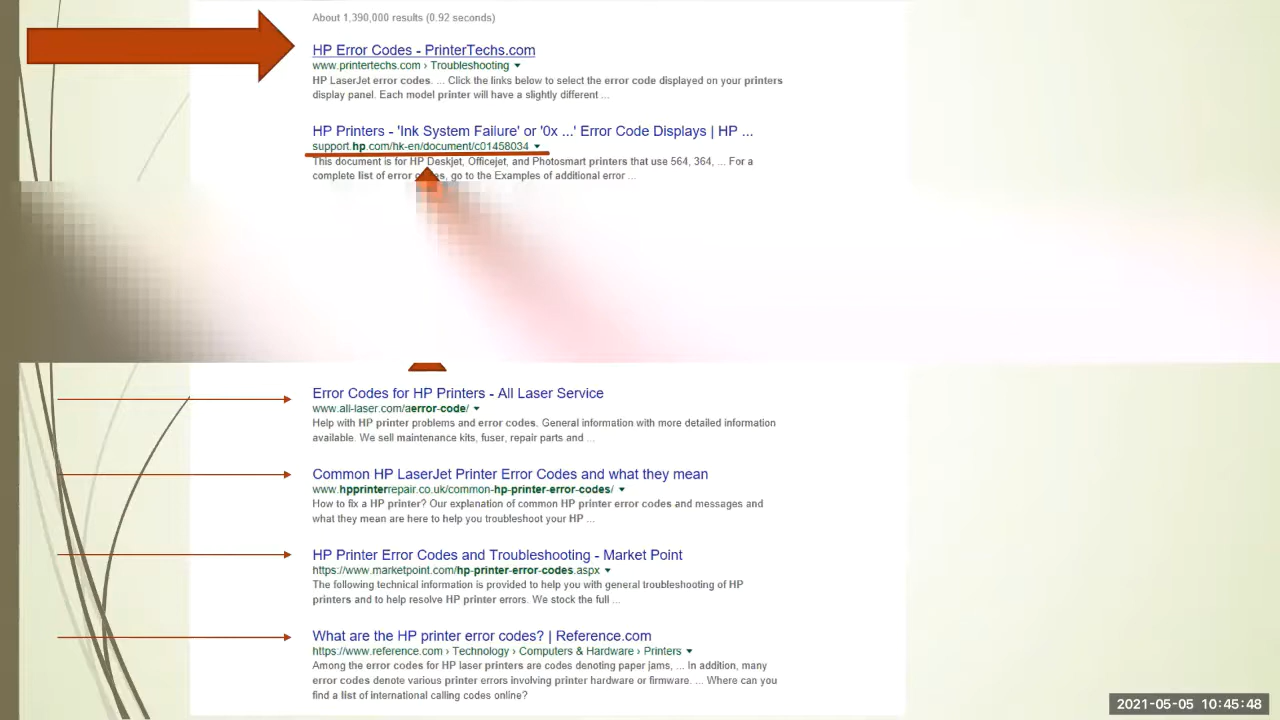 About 1,390,000 results (0.92 seconds)
HP Error Codes - PrinterTechs.com
www.printertechs.com › Troubleshooting
HP LaserJet error codes. ... Click the links below to select the error code displayed on your printers
display panel. Each model printer will have a slightly different ...
HP Printers - 'Ink System Failure' or '0x ...' Error Code Displays | HP ...
support.hp.com/hk-en/document/c01458034
This document is for HP Deskjet, Officejet, and Photosmart printers that use 564, 364, ... For a
complete list of error codes, go to the Examples of additional error ...
Error Codes for HP Printers - All Laser Service
www.all-laser.com/aerror-code/
Help with HP printer problems and error codes. General information with more detailed information
available. We sell maintenance kits, fuser, repair parts and ...
Common HP LaserJet Printer Error Codes and what they mean
www.hpprinterrepair.co.uk/common-hp-printer-error-codes/
How to fix a HP printer? Our explanation of common HP printer error codes and messages and
what they mean are here to help you troubleshoot your HP ...
HP Printer Error Codes and Troubleshooting - Market Point
https://www.marketpoint.com/hp-printer-error-codes.aspx
The following technical information is provided to help you with general troubleshooting of HP
printers and to help resolve HP printer errors. We stock the full ...
What are the HP printer error codes? | Reference.com
https://www.reference.com › Technology › Computers & Hardware › Printers
Among the error codes for HP laser printers are codes denoting paper jams, ... In addition, many
error codes denote various printer errors involving printer hardware or firmware. ... Where can you
find a list of international calling codes online?
2021-05-05 10:45:48